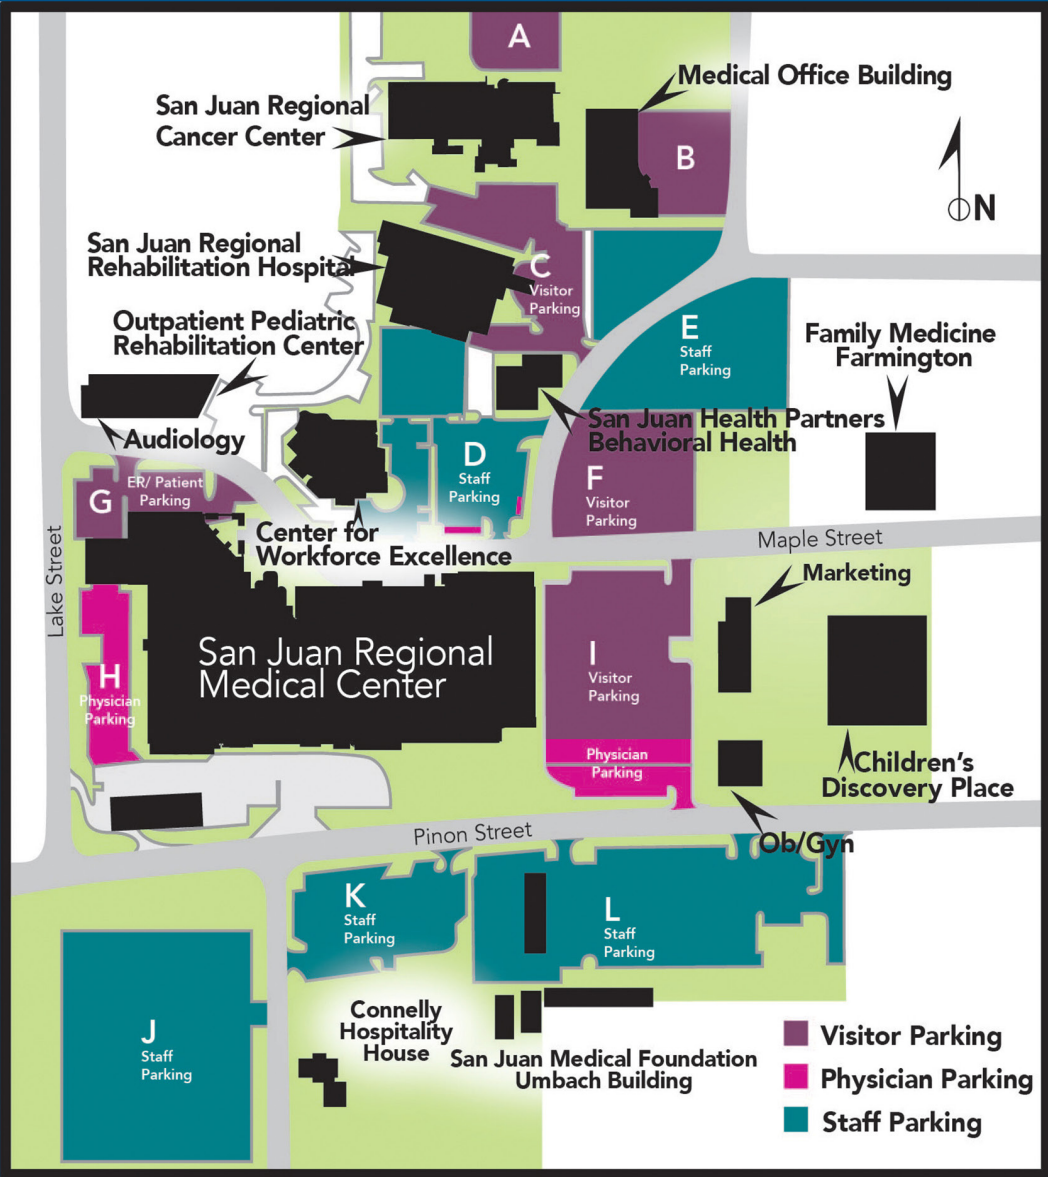 A
Medical Office Building
San Juan Regional
Cancer Center
B
N
San Juan Regional
Rehabilitation Hospital
C
Visitor
Parking
Outpatient Pediatric
Rehabilitation Center
E
Staff
Parking
Family Medicine
Farmington
San Juan Health Partners
Behavioral Health
Audiology
D
Staff
Parking
F
Visitor
Parking
G
ER/ Patient
Parking
Center for
Workforce Excellence
Maple Street
Lake Street
Marketing
San Juan Regional
Medical Center
I
Visitor
Parking
H
Physician
Parking
Physician
Parking
Children's
Discovery Place
Pinon Street
Ob/Gyn
K
Staff
Parking
L
Staff
Parking
J
Staff
Parking
Connelly
Hospitality
House
San Juan Medical Foundation
Umbach Building
Visitor Parking
Physician Parking
Staff Parking